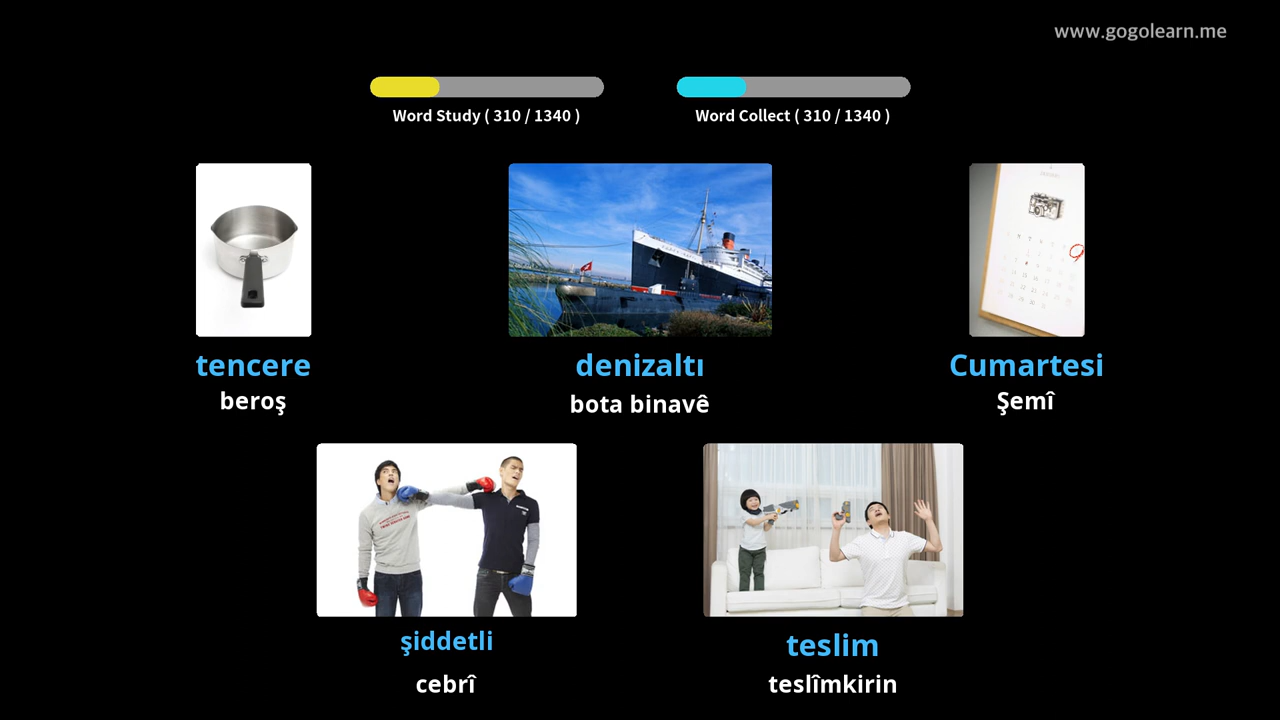 www.gogolearn.me
Word Study ( 310 / 1340 )
Word Collect ( 310 / 1340 )
tencere
beroş
denizaltı
bota binavê
Cumartesi
Şemî
şiddetli
cebrî
teslim
teslîmkirin